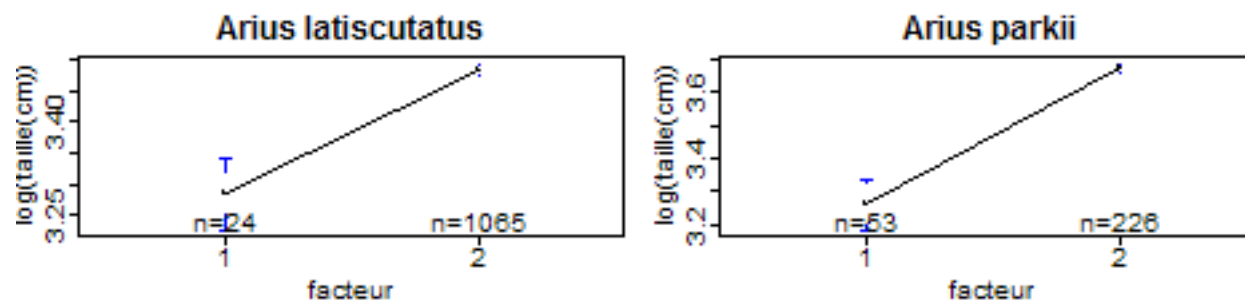 Arius latiscutatus
log(taille(cm))
3.25
3.40
n=24
n=1065
1
2
facteur
Arius parkii
log(taille(cm))
3.2
3.4
3.6
n=53
n=226
1
2
facteur